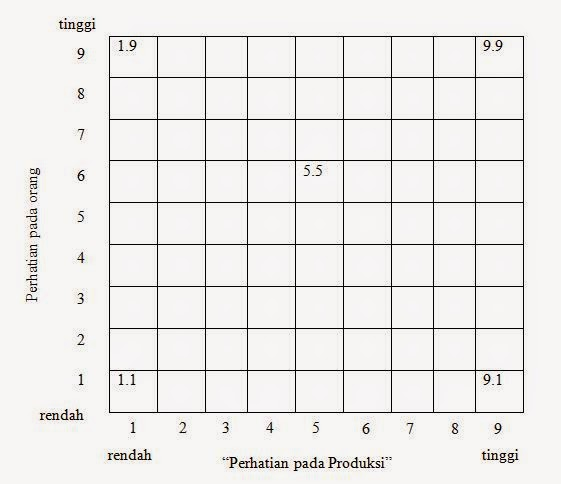 tinggi
9 1.9 9.9
8
7
6 5.5
5
4
3
2
1 1.1 9.1
rendah
Perhatian pada orang
1 2 3 4 5 6 7 8 9
rendah tinggi
“Perhatian pada Produksi”